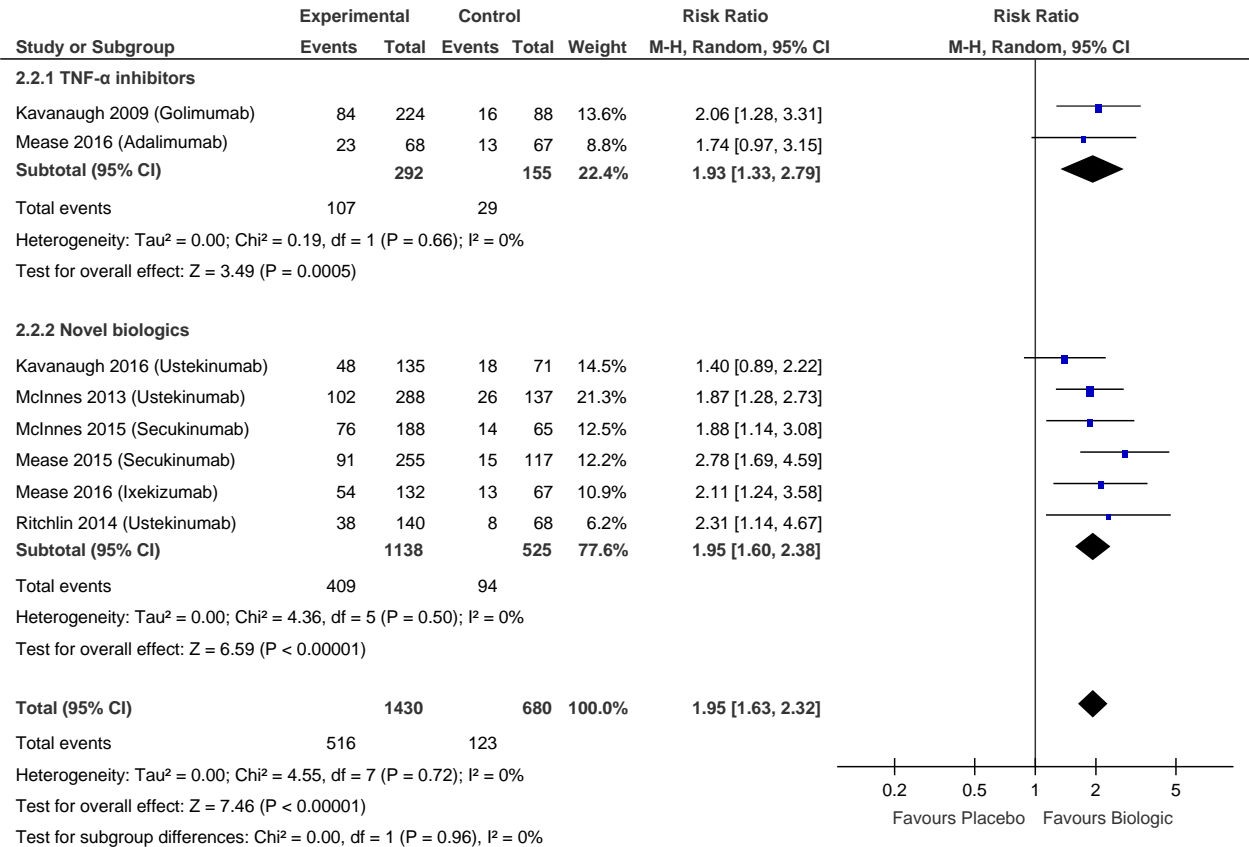 Experimental Control Risk Ratio Risk Ratio
Study or Subgroup Events Total Events Total Weight M-H, Random, 95% CI M-H, Random, 95% CI
2.2.1 TNF-α inhibitors
Kavanaugh 2009 (Golimumab) 84 224 16 88 13.6% 2.06 [1.28, 3.31]
Mease 2016 (Adalimumab) 23 68 13 67 8.8% 1.74 [0.97, 3.15]
Subtotal (95% CI) 292 155 22.4% 1.93 [1.33, 2.79]
Total events 107 29
Heterogeneity: Tau² = 0.00; Chi² = 0.19, df = 1 (P = 0.66); I² = 0%
Test for overall effect: Z = 3.49 (P = 0.0005)
2.2.2 Novel biologics
Kavanaugh 2016 (Ustekinumab) 48 135 18 71 14.5% 1.40 [0.89, 2.22]
McInnes 2013 (Ustekinumab) 102 288 26 137 21.3% 1.87 [1.28, 2.73]
McInnes 2015 (Secukinumab) 76 188 14 65 12.5% 1.88 [1.14, 3.08]
Mease 2015 (Secukinumab) 91 255 15 117 12.2% 2.78 [1.69, 4.59]
Mease 2016 (Ixekizumab) 54 132 13 67 10.9% 2.11 [1.24, 3.58]
Ritchlin 2014 (Ustekinumab) 38 140 8 68 6.2% 2.31 [1.14, 4.67]
Subtotal (95% CI) 1138 525 77.6% 1.95 [1.60, 2.38]
Total events 409 94
Heterogeneity: Tau² = 0.00; Chi² = 4.36, df = 5 (P = 0.50); I² = 0%
Test for overall effect: Z = 6.59 (P < 0.00001)
Total (95% CI) 1430 680 100.0% 1.95 [1.63, 2.32]
Total events 516 123
Heterogeneity: Tau² = 0.00; Chi² = 4.55, df = 7 (P = 0.72); I² = 0%
Test for overall effect: Z = 7.46 (P < 0.00001)
Test for subgroup differences: Chi² = 0.00, df = 1 (P = 0.96), I² = 0%
0.2 0.5 1 2 5
Favours Placebo Favours Biologic